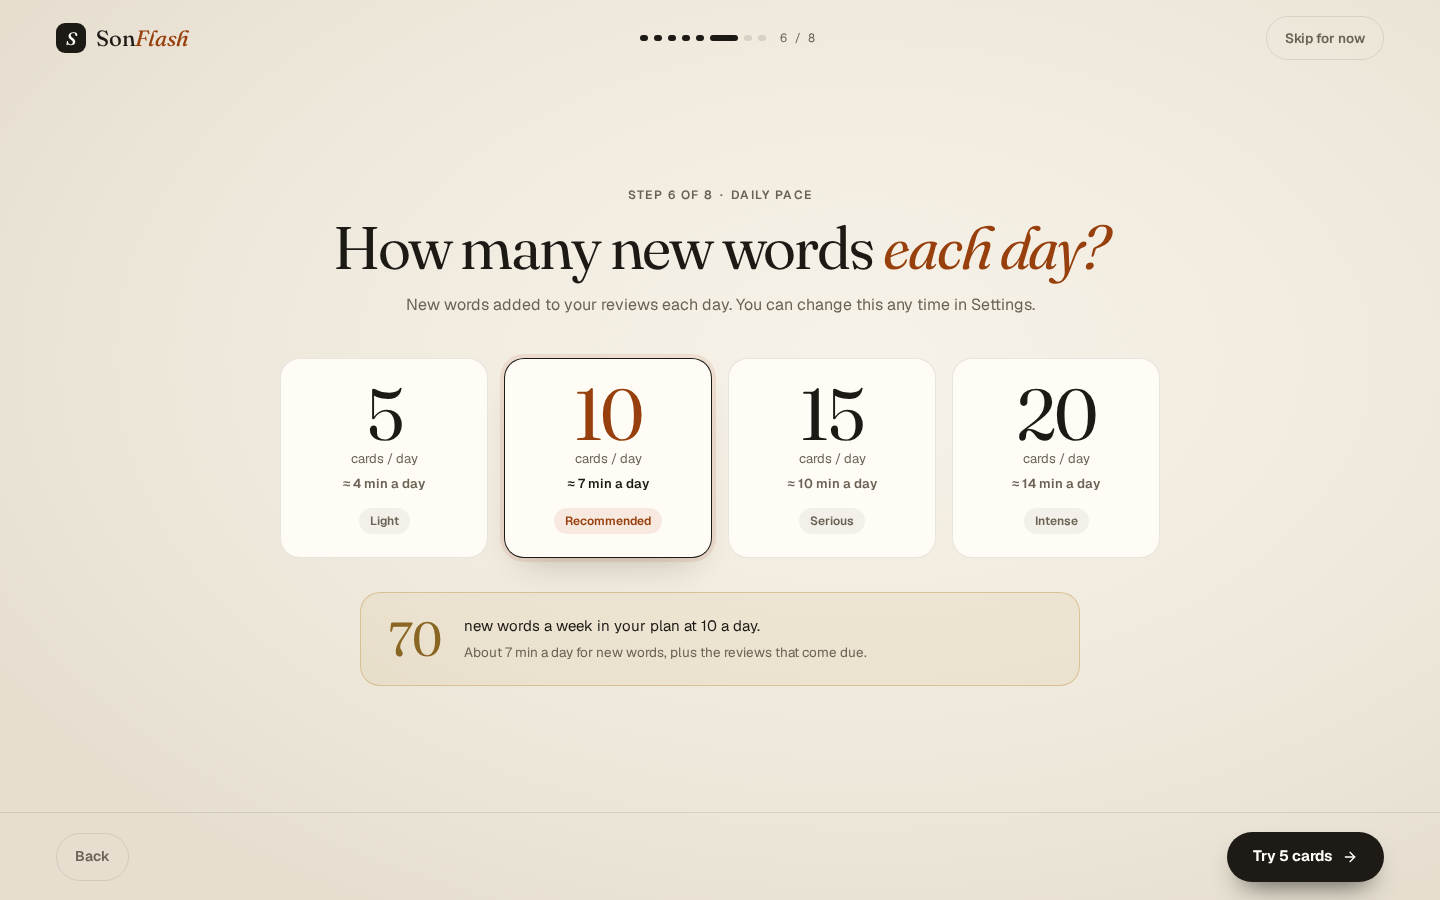 S SonFlash
6 / 8
Skip for now
STEP 6 OF 8 · DAILY PACE
How many new words each day?
New words added to your reviews each day. You can change this any time in Settings.
5
cards / day
≈ 4 min a day
Light
10
cards / day
≈ 7 min a day
Recommended
15
cards / day
≈ 10 min a day
Serious
20
cards / day
≈ 14 min a day
Intense
70
new words a week in your plan at 10 a day.
About 7 min a day for new words, plus the reviews that come due.
Back
Try 5 cards →